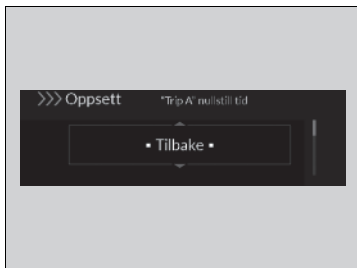 >>> Oppsett "Trip A" nullstill tid
▪ Tilbake ▪